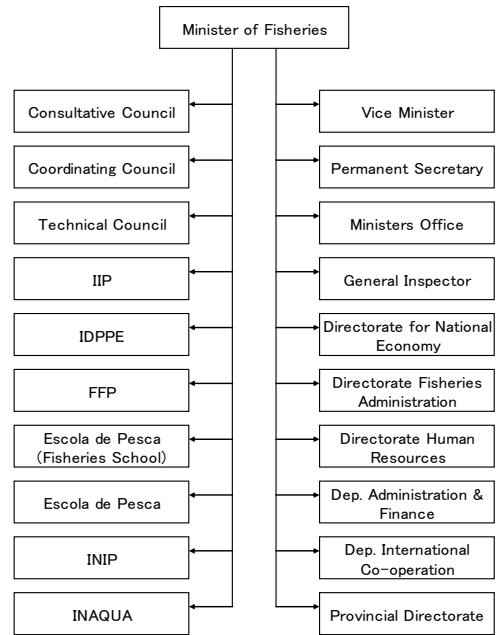 Minister of Fisheries
Consultative Council
Vice Minister
Coordinating Council
Permanent Secretary
Technical Council
Ministers Office
IIP
General Inspector
IDPPE
Directorate for National
Economy
FFP
Directorate Fisheries
Administration
Escola de Pesca
(Fisheries School)
Directorate Human
Resources
Escola de Pesca
Dep. Administration &
Finance
INIP
Dep. International
Co-operation
INAQUA
Provincial Directorate